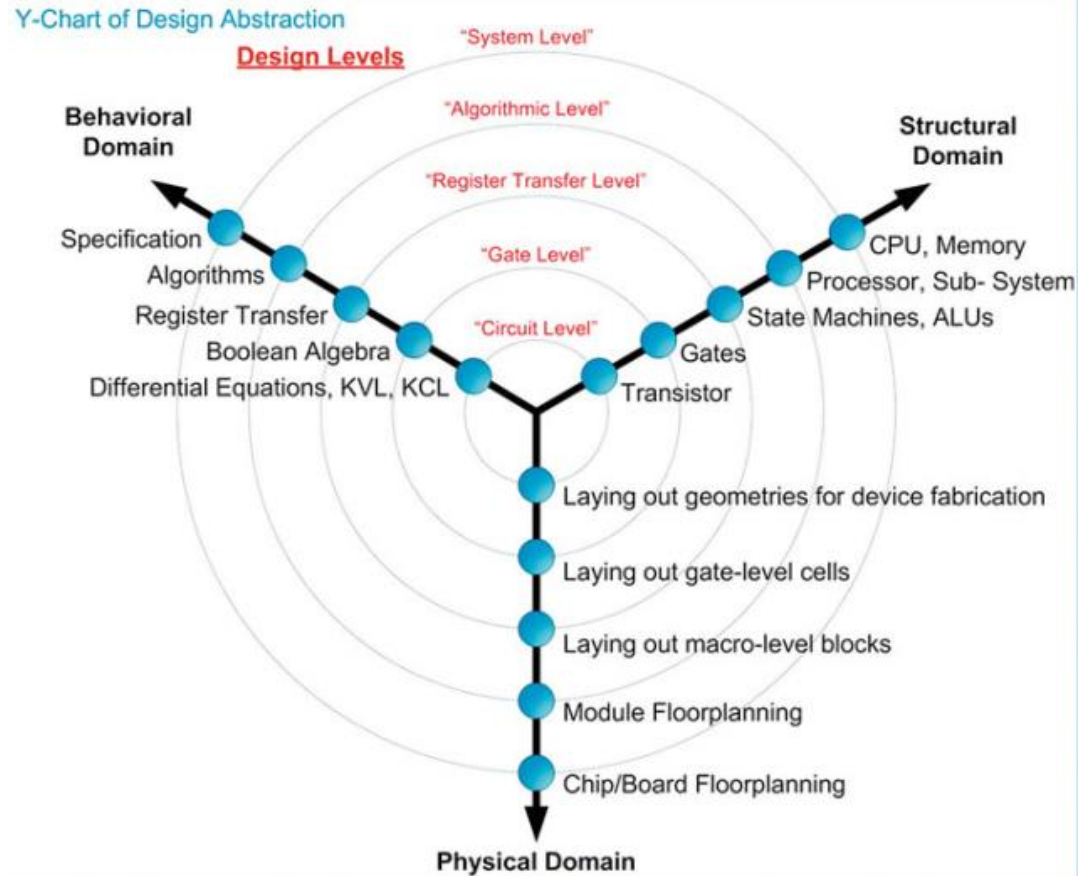 Y-Chart of Design Abstraction
Design Levels
“System Level”
“Algorithmic Level”
“Register Transfer Level”
“Gate Level”
“Circuit Level”
Behavioral
Domain
Specification
Algorithms
Register Transfer
Boolean Algebra
Differential Equations, KVL, KCL
Structural
Domain
CPU, Memory
Processor, Sub- System
State Machines, ALUs
Gates
Transistor
Laying out geometries for device fabrication
Laying out gate-level cells
Laying out macro-level blocks
Module Floorplanning
Chip/Board Floorplanning
Physical Domain